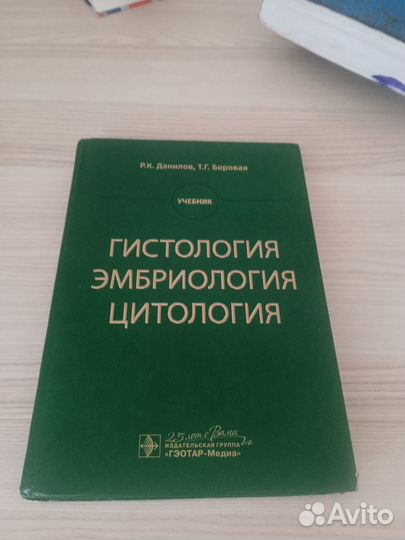 Р.К. Данилов, Т.Г. Боровая
УЧЕБНИК
ГИСТОЛОГИЯ
ЭМБРИОЛОГИЯ
ЦИТОЛОГИЯ
25 лет с Вами
ИЗДАТЕЛЬСКАЯ ГРУППА
«ГЭОТАР-Медиа»
Avito